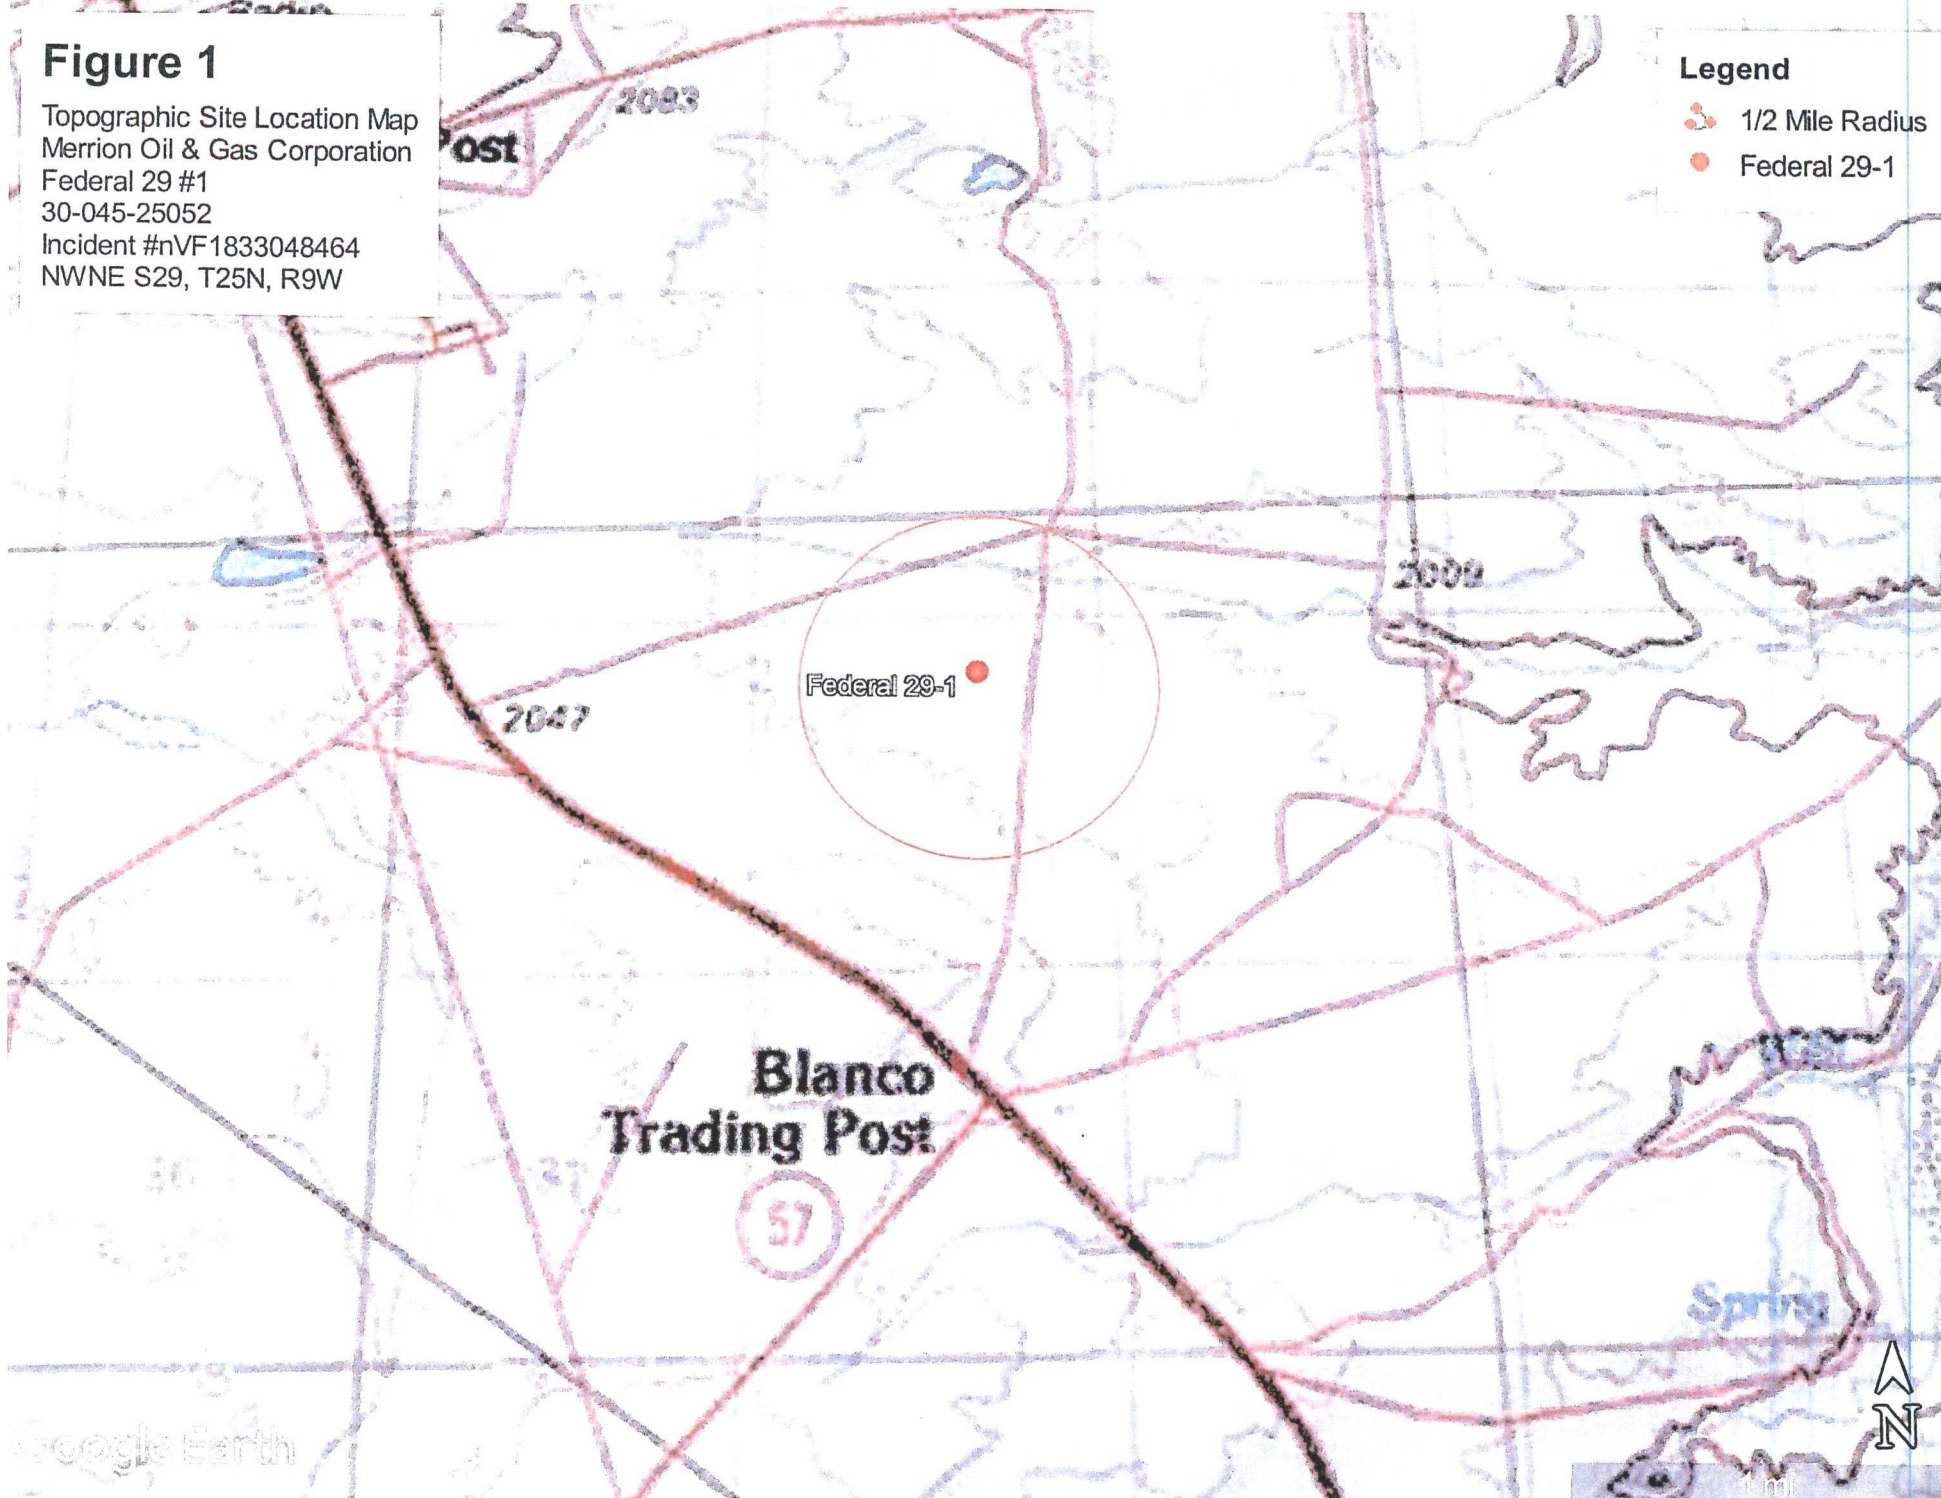 Figure 1
Topographic Site Location Map
Merrion Oil & Gas Corporation
Federal 29 #1
30-045-25052
Incident #nVF1833048464
NWNE S29, T25N, R9W
Legend
1/2 Mile Radius
Federal 29-1
2083
Post
2009
Federal 29-1
2047
Blanco
Trading Post
57
Spring
Google Earth
N
1 mi